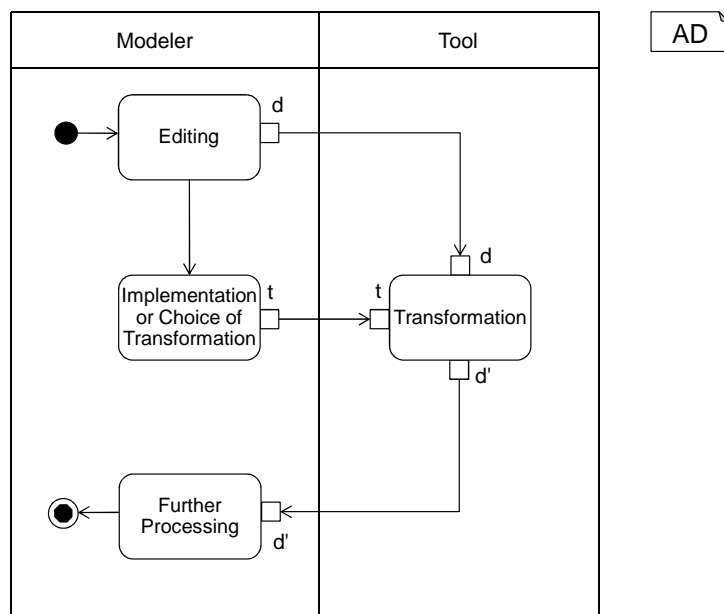 Modeler
Tool
AD
d
Editing
d
Implementation
or Choice of
Transformation
t
t
Transformation
d'
Further
Processing
d'